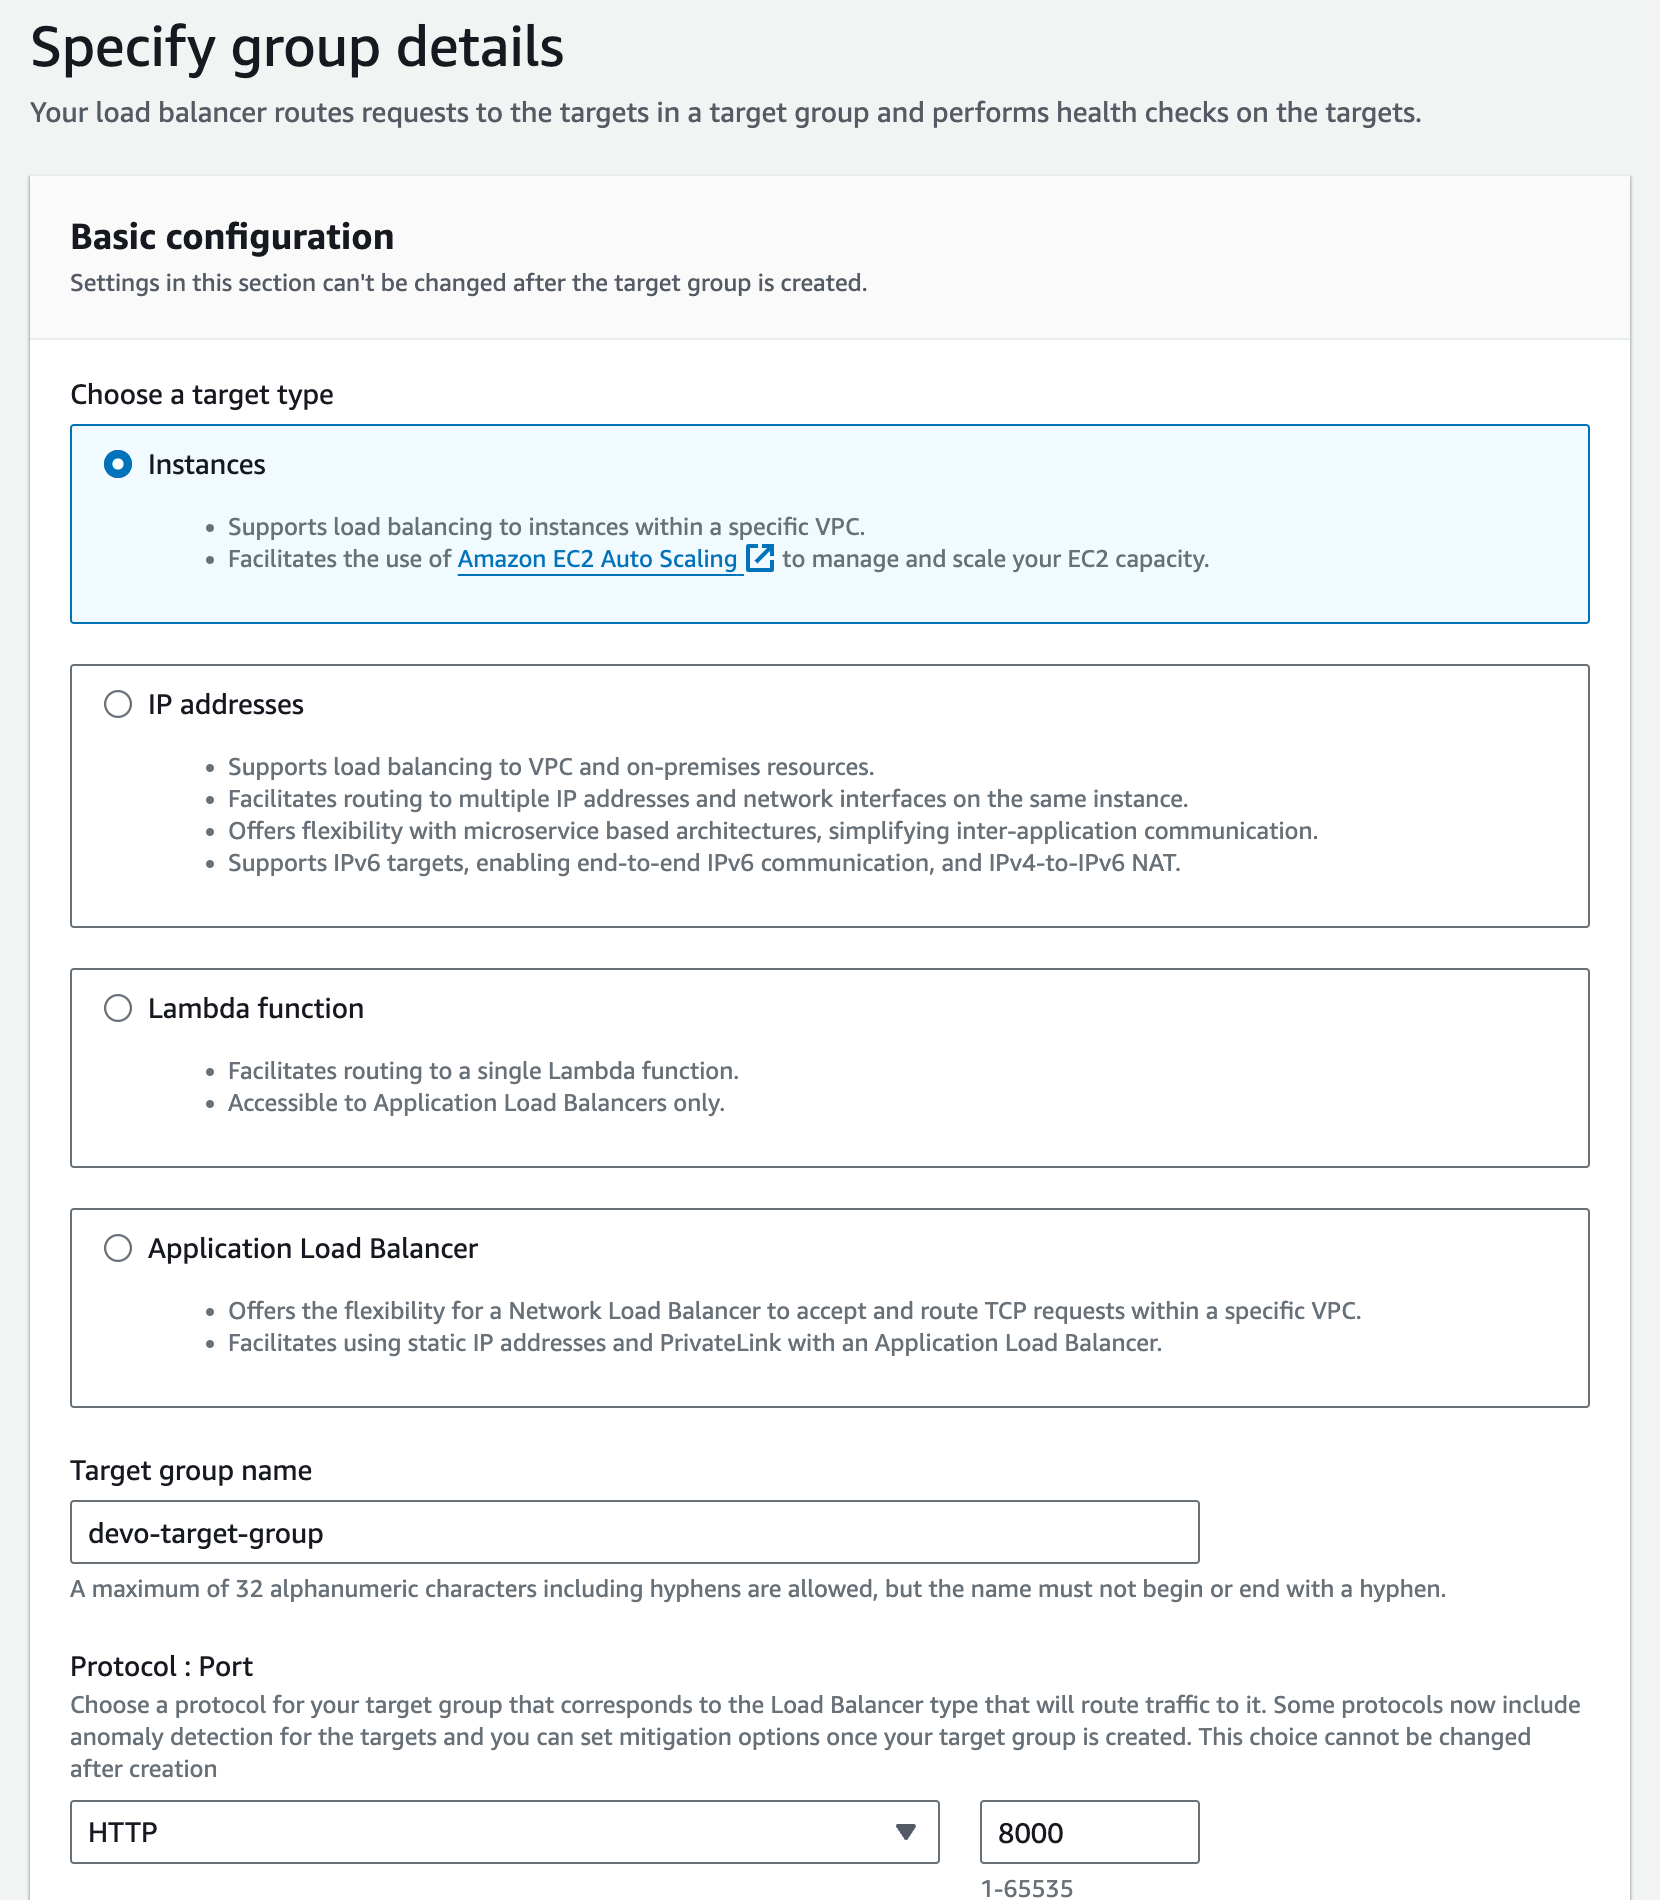 Specify group details
Your load balancer routes requests to the targets in a target group and performs health checks on the targets.
Basic configuration
Settings in this section can't be changed after the target group is created.
Choose a target type
Instances
Supports load balancing to instances within a specific VPC.
Facilitates the use of Amazon EC2 Auto Scaling to manage and scale your EC2 capacity.
IP addresses
Supports load balancing to VPC and on-premises resources.
Facilitates routing to multiple IP addresses and network interfaces on the same instance.
Offers flexibility with microservice based architectures, simplifying inter-application communication.
Supports IPv6 targets, enabling end-to-end IPv6 communication, and IPv4-to-IPv6 NAT.
Lambda function
Facilitates routing to a single Lambda function.
Accessible to Application Load Balancers only.
Application Load Balancer
Offers the flexibility for a Network Load Balancer to accept and route TCP requests within a specific VPC.
Facilitates using static IP addresses and PrivateLink with an Application Load Balancer.
Target group name
devo-target-group
A maximum of 32 alphanumeric characters including hyphens are allowed, but the name must not begin or end with a hyphen.
Protocol : Port
Choose a protocol for your target group that corresponds to the Load Balancer type that will route traffic to it. Some protocols now include
anomaly detection for the targets and you can set mitigation options once your target group is created. This choice cannot be changed
after creation
HTTP
8000
1-65535